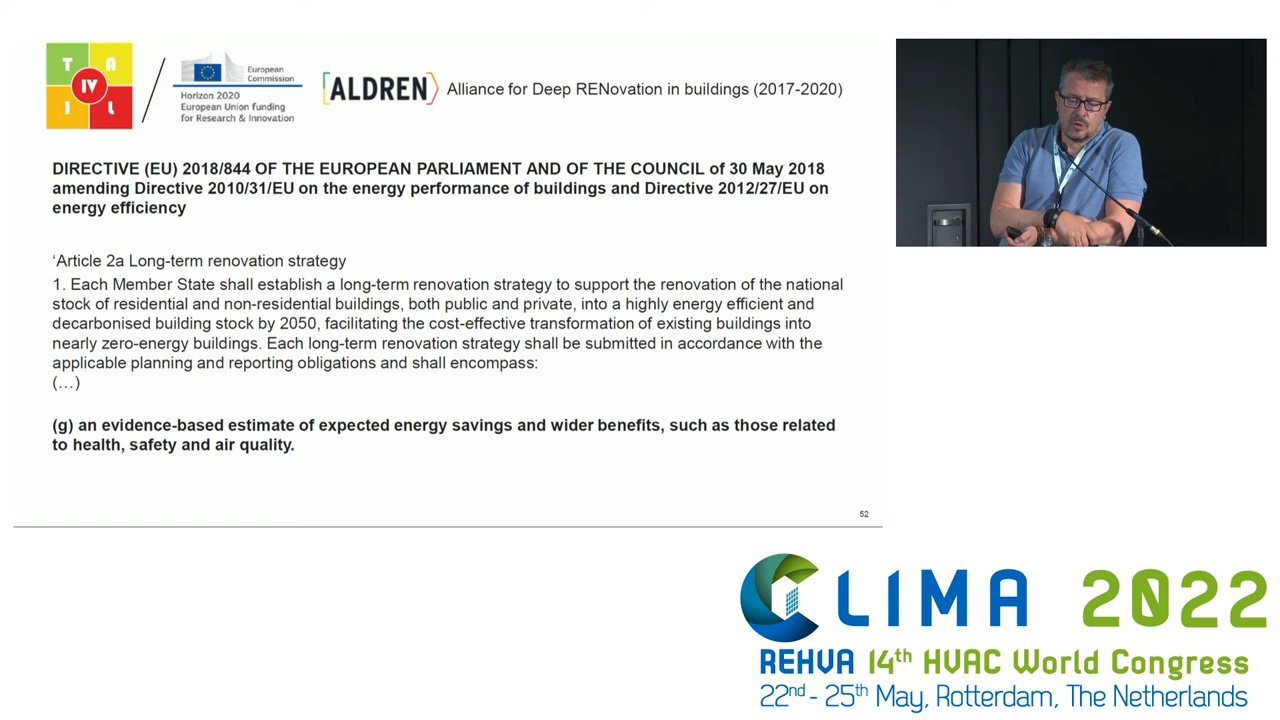 T A
IV
I L
European
Commission
Horizon 2020
European Union funding
for Research & Innovation
ALDREN
Alliance for Deep RENovation in buildings (2017-2020)
DIRECTIVE (EU) 2018/844 OF THE EUROPEAN PARLIAMENT AND OF THE COUNCIL of 30 May 2018
amending Directive 2010/31/EU on the energy performance of buildings and Directive 2012/27/EU on
energy efficiency
‘Article 2a Long-term renovation strategy
1. Each Member State shall establish a long-term renovation strategy to support the renovation of the national
stock of residential and non-residential buildings, both public and private, into a highly energy efficient and
decarbonised building stock by 2050, facilitating the cost-effective transformation of existing buildings into
nearly zero-energy buildings. Each long-term renovation strategy shall be submitted in accordance with the
applicable planning and reporting obligations and shall encompass:
(…)
(g) an evidence-based estimate of expected energy savings and wider benefits, such as those related
to health, safety and air quality.
52
CLIMA 2022
REHVA 14th HVAC World Congress
22nd - 25th May, Rotterdam, The Netherlands